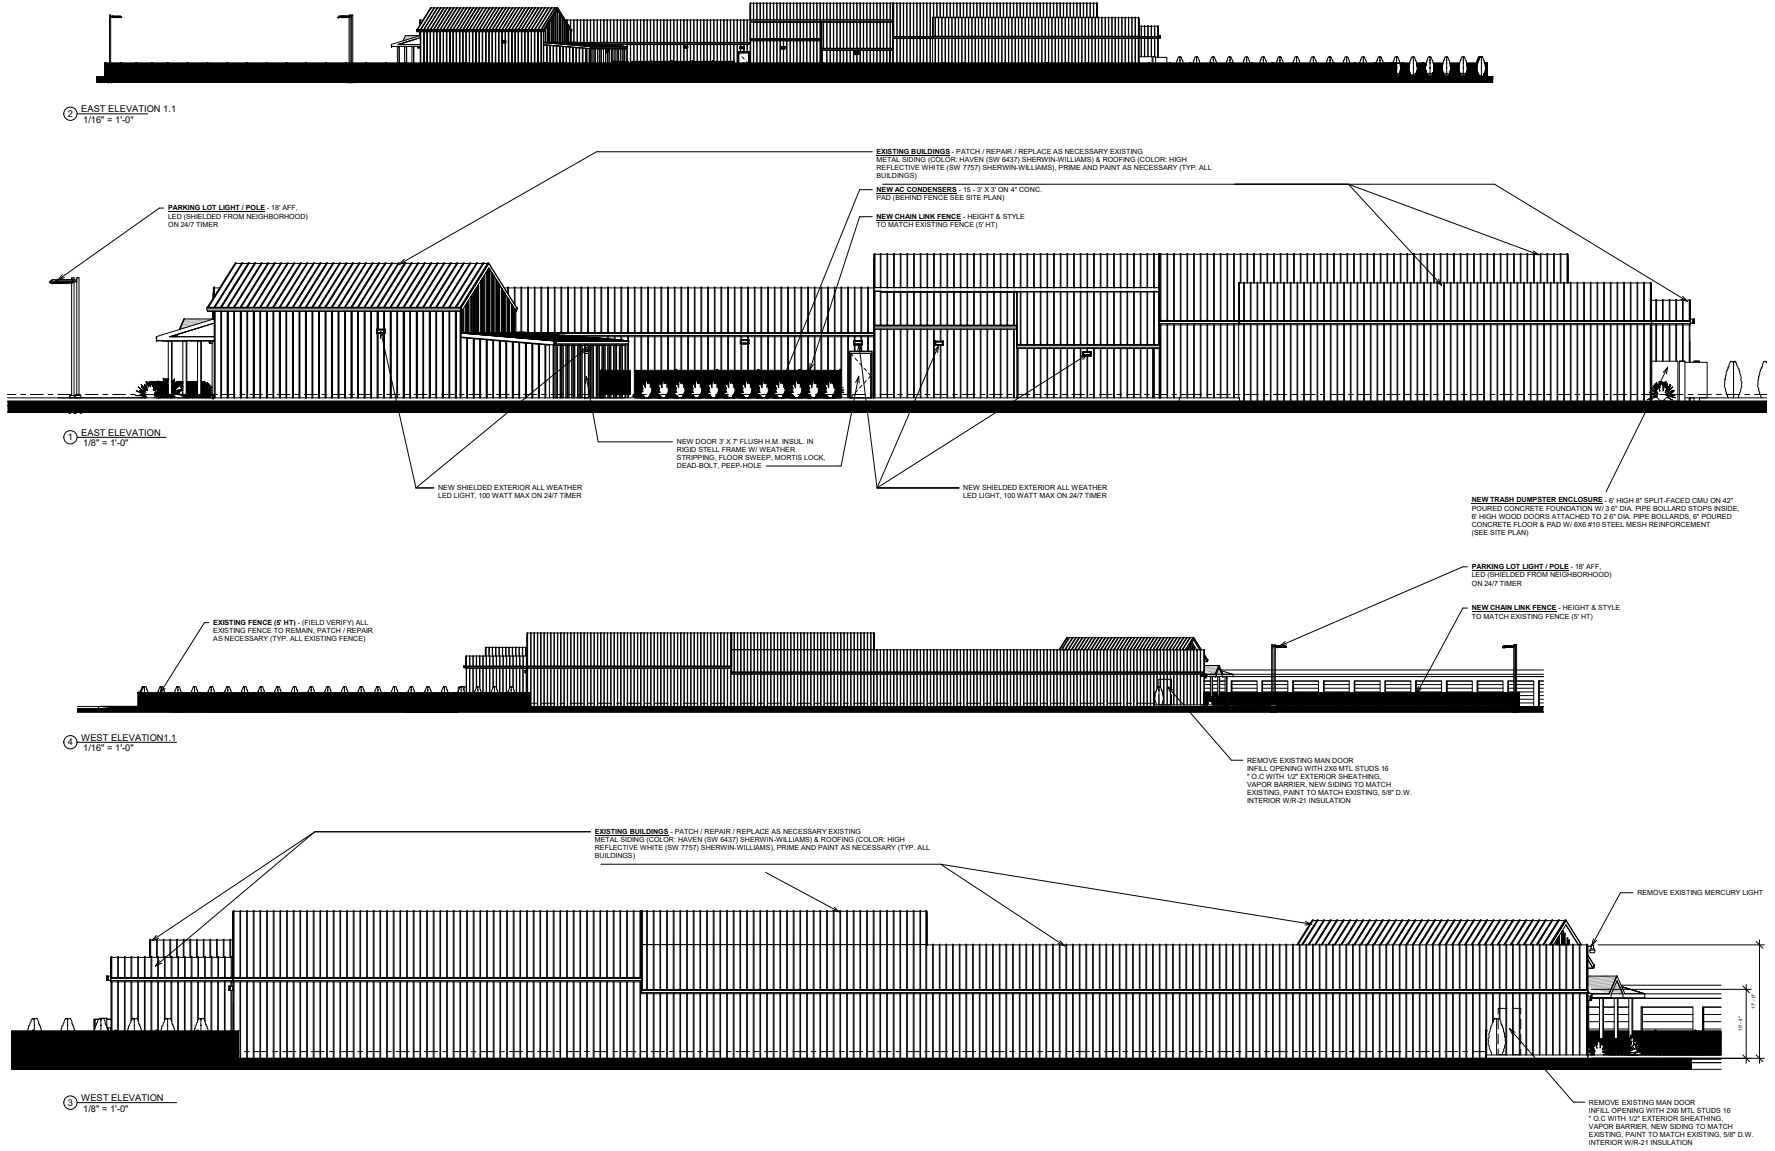 2 EAST ELEVATION 1.1
1/16" = 1'-0"
EXISTING BUILDINGS - PATCH / REPAIR / REPLACE AS NECESSARY EXISTING
METAL SIDING (COLOR: HAVEN (SW 6437) SHERWIN-WILLIAMS) & ROOFING (COLOR: HIGH
REFLECTIVE WHITE (SW 7757) SHERWIN-WILLIAMS), PRIME AND PAINT AS NECESSARY (TYP. ALL
BUILDINGS)
NEW AC CONDENSERS - 15 - 3' X 3' ON 4" CONC.
PAD (BEHIND FENCE SEE SITE PLAN)
NEW CHAIN LINK FENCE - HEIGHT & STYLE
TO MATCH EXISTING FENCE (5' HT)
PARKING LOT LIGHT / POLE - 18' AFF,
LED (SHIELDED FROM NEIGHBORHOOD)
ON 24/7 TIMER
1 EAST ELEVATION
1/8" = 1'-0"
NEW DOOR 3' X 7' FLUSH H.M. INSUL. IN
RIGID STELL FRAME W/ WEATHER
STRIPPING, FLOOR SWEEP, MORTIS LOCK,
DEAD-BOLT, PEEP-HOLE
NEW SHIELDED EXTERIOR ALL WEATHER
LED LIGHT, 100 WATT MAX ON 24/7 TIMER
NEW SHIELDED EXTERIOR ALL WEATHER
LED LIGHT, 100 WATT MAX ON 24/7 TIMER
NEW TRASH DUMPSTER ENCLOSURE - 6' HIGH 8" SPLIT-FACED CMU ON 42"
POURED CONCRETE FOUNDATION W/ 3 6" DIA. PIPE BOLLARD STOPS INSIDE,
6' HIGH WOOD DOORS ATTACHED TO 2 6" DIA. PIPE BOLLARDS, 6" POURED
CONCRETE FLOOR & PAD W/ 6X6 #10 STEEL MESH REINFORCEMENT
(SEE SITE PLAN)
PARKING LOT LIGHT / POLE - 18' AFF,
LED (SHIELDED FROM NEIGHBORHOOD)
ON 24/7 TIMER
NEW CHAIN LINK FENCE - HEIGHT & STYLE
TO MATCH EXISTING FENCE (5' HT)
EXISTING FENCE (5' HT) - (FIELD VERIFY) ALL
EXISTING FENCE TO REMAIN, PATCH / REPAIR
AS NECESSARY (TYP. ALL EXISTING FENCE)
4 WEST ELEVATION1.1
1/16" = 1'-0"
REMOVE EXISTING MAN DOOR
INFILL OPENING WITH 2X6 MTL STUDS 16
" O.C WITH 1/2" EXTERIOR SHEATHING,
VAPOR BARRIER, NEW SIDING TO MATCH
EXISTING, PAINT TO MATCH EXISTING, 5/8" D.W.
INTERIOR W/R-21 INSULATION
EXISTING BUILDINGS - PATCH / REPAIR / REPLACE AS NECESSARY EXISTING
METAL SIDING (COLOR: HAVEN (SW 6437) SHERWIN-WILLIAMS) & ROOFING (COLOR: HIGH
REFLECTIVE WHITE (SW 7757) SHERWIN-WILLIAMS), PRIME AND PAINT AS NECESSARY (TYP. ALL
BUILDINGS)
REMOVE EXISTING MERCURY LIGHT
10'-4"
17'-0"
3 WEST ELEVATION
1/8" = 1'-0"
REMOVE EXISTING MAN DOOR
INFILL OPENING WITH 2X6 MTL STUDS 16
" O.C WITH 1/2" EXTERIOR SHEATHING,
VAPOR BARRIER, NEW SIDING TO MATCH
EXISTING, PAINT TO MATCH EXISTING, 5/8" D.W.
INTERIOR W/R-21 INSULATION